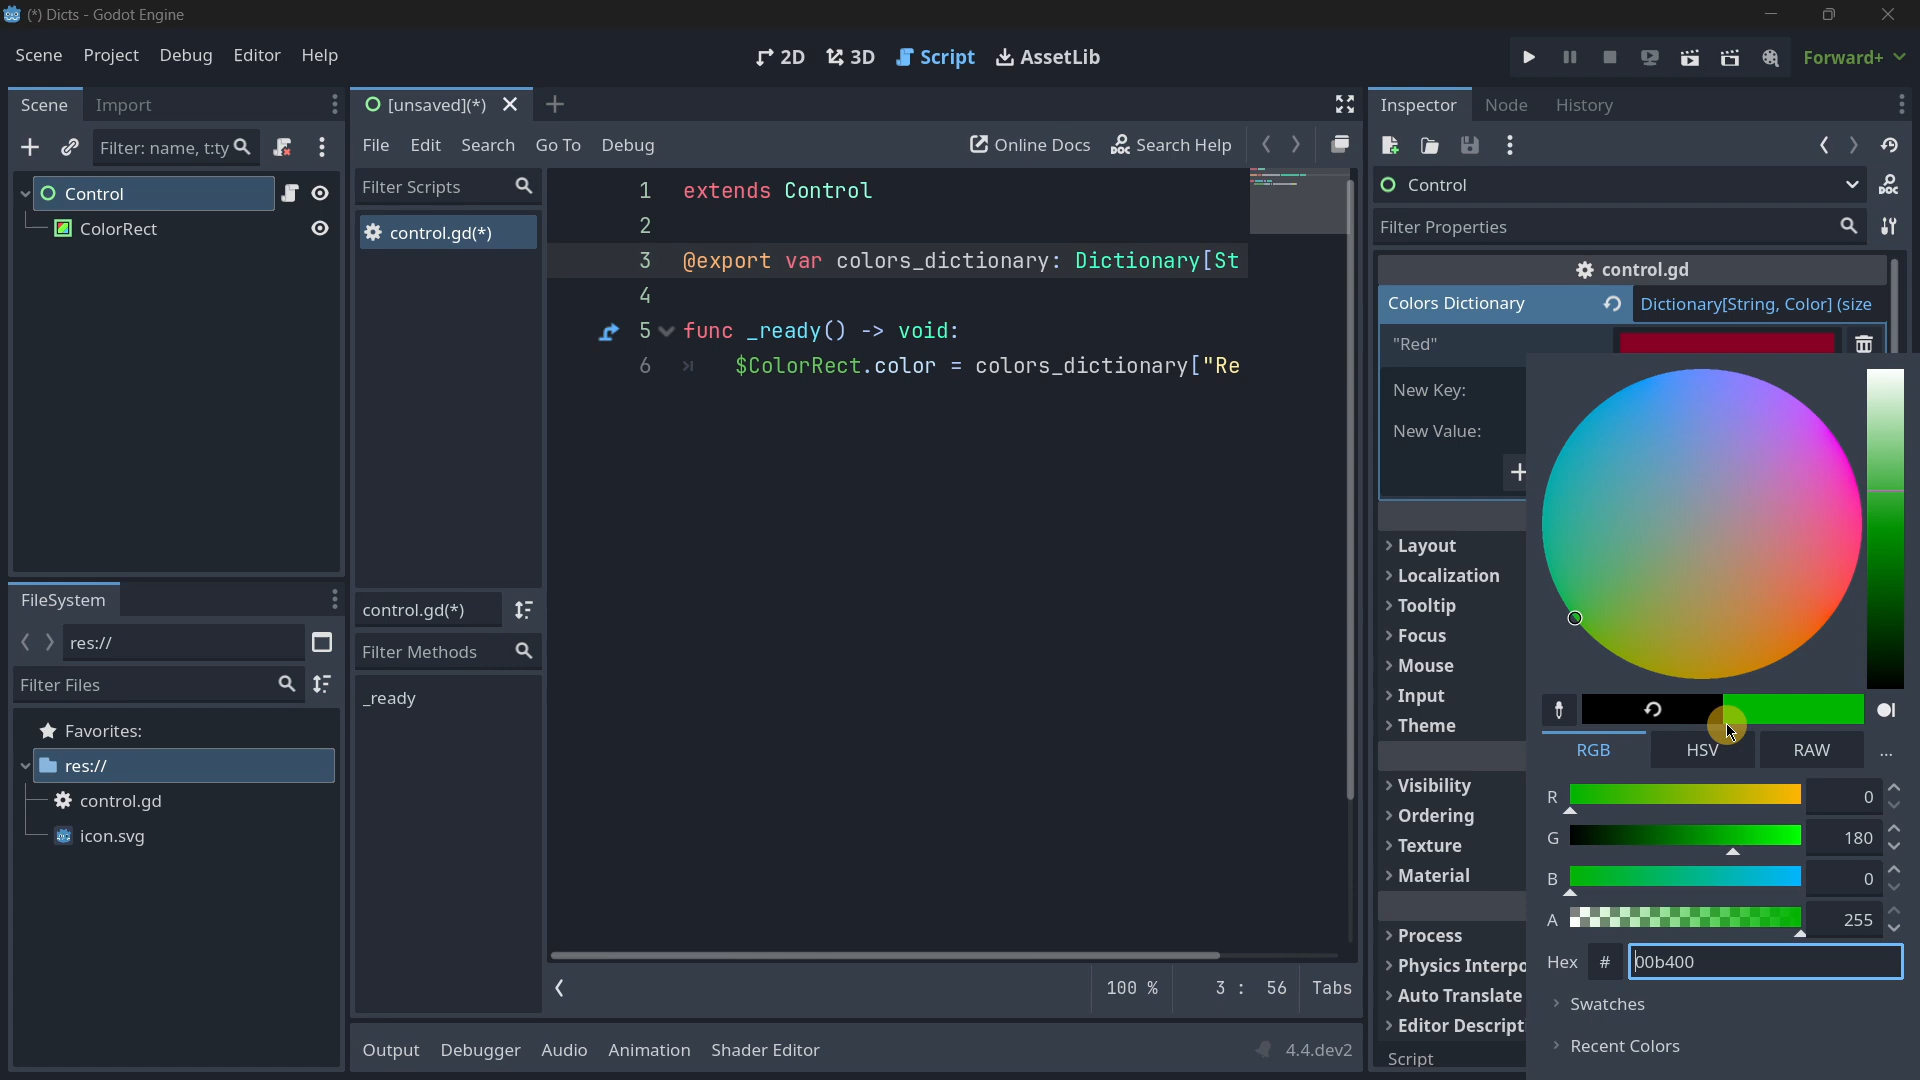 (*) Dicts - Godot Engine
Scene Project Debug Editor Help
2D 3D Script AssetLib
Forward+
Scene Import
Filter: name, t:ty
Control
ColorRect
FileSystem
res://
Filter Files
Favorites:
res://
control.gd
icon.svg
[unsaved](*)
File Edit Search Go To Debug
Online Docs Search Help
Filter Scripts
control.gd(*)
control.gd(*)
Filter Methods
_ready
1 extends Control
2
3 @export var colors_dictionary: Dictionary[St
4
5 func _ready() -> void:
6 $ColorRect.color = colors_dictionary["Re
100 % 3 : 56 Tabs
Output Debugger Audio Animation Shader Editor 4.4.dev2
Inspector Node History
Control
DOC
Filter Properties
control.gd
Colors Dictionary Dictionary[String, Color] (size
"Red"
New Key:
New Value:
Layout
Localization
Tooltip
Focus
Mouse
Input
Theme
Visibility
Ordering
Texture
Material
Process
Physics Interpo
Auto Translate
Editor Descript
Script
RGB HSV RAW ...
R 0
G 180
B 0
A 255
Hex # 00b400
Swatches
Recent Colors